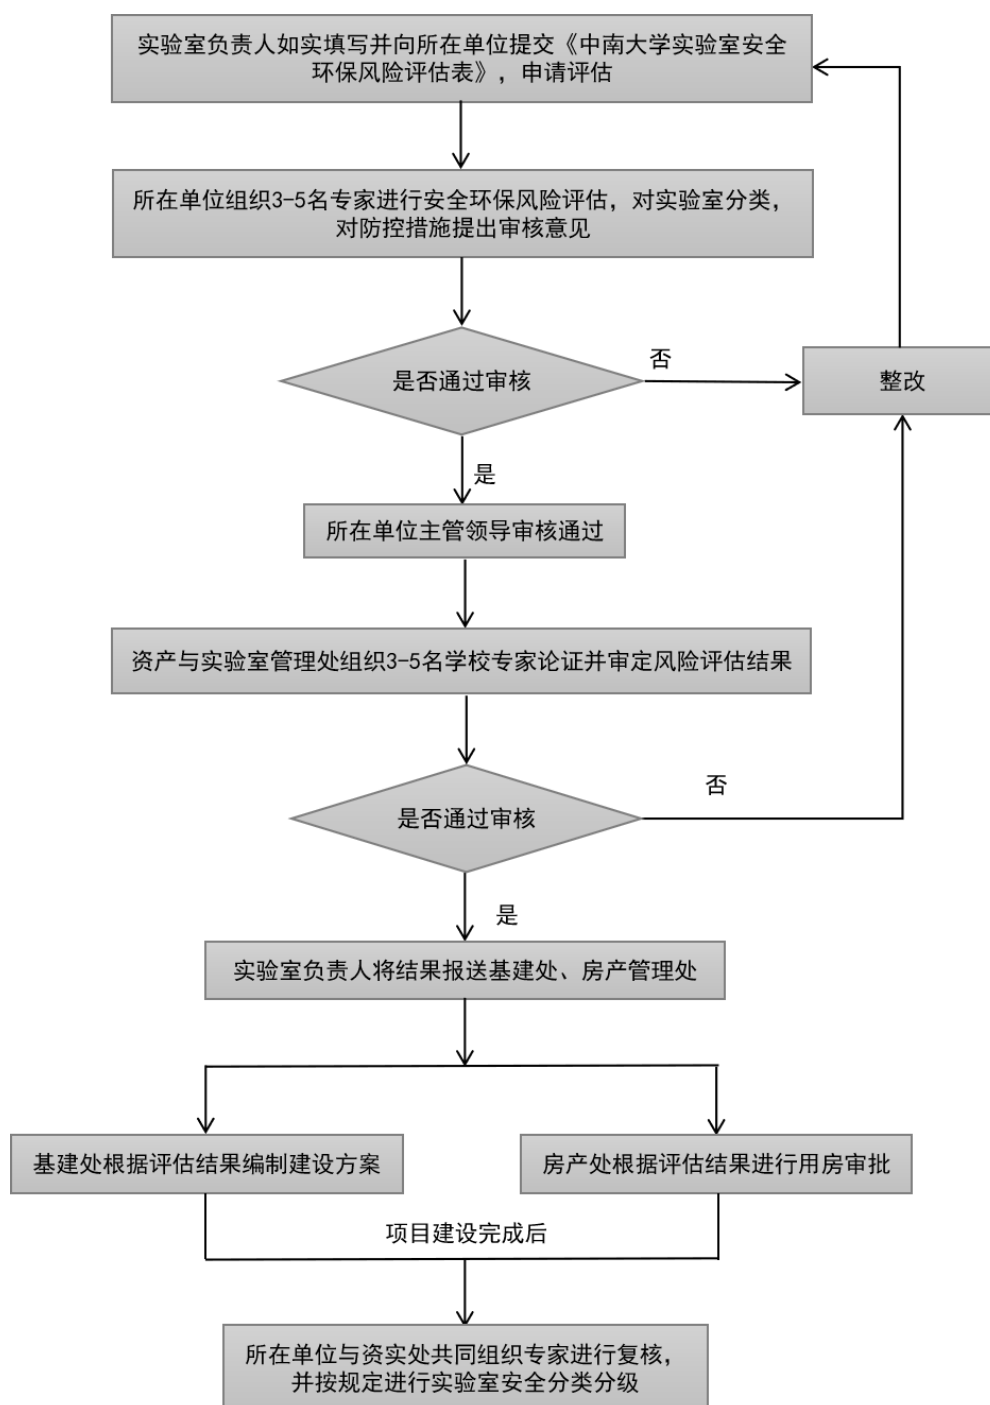 实验室负责人如实填写并向所在单位提交《中南大学实验室安全
环保风险评估表》，申请评估
所在单位组织3-5名专家进行安全环保风险评估，对实验室分类，
对防控措施提出审核意见
否
是否通过审核
整改
是
所在单位主管领导审核通过
资产与实验室管理处组织3-5名学校专家论证并审定风险评估结果
否
是否通过审核
是
实验室负责人将结果报送基建处、房产管理处
基建处根据评估结果编制建设方案
房产处根据评估结果进行用房审批
项目建设完成后
所在单位与资实处共同组织专家进行复核，
并按规定进行实验室安全分类分级